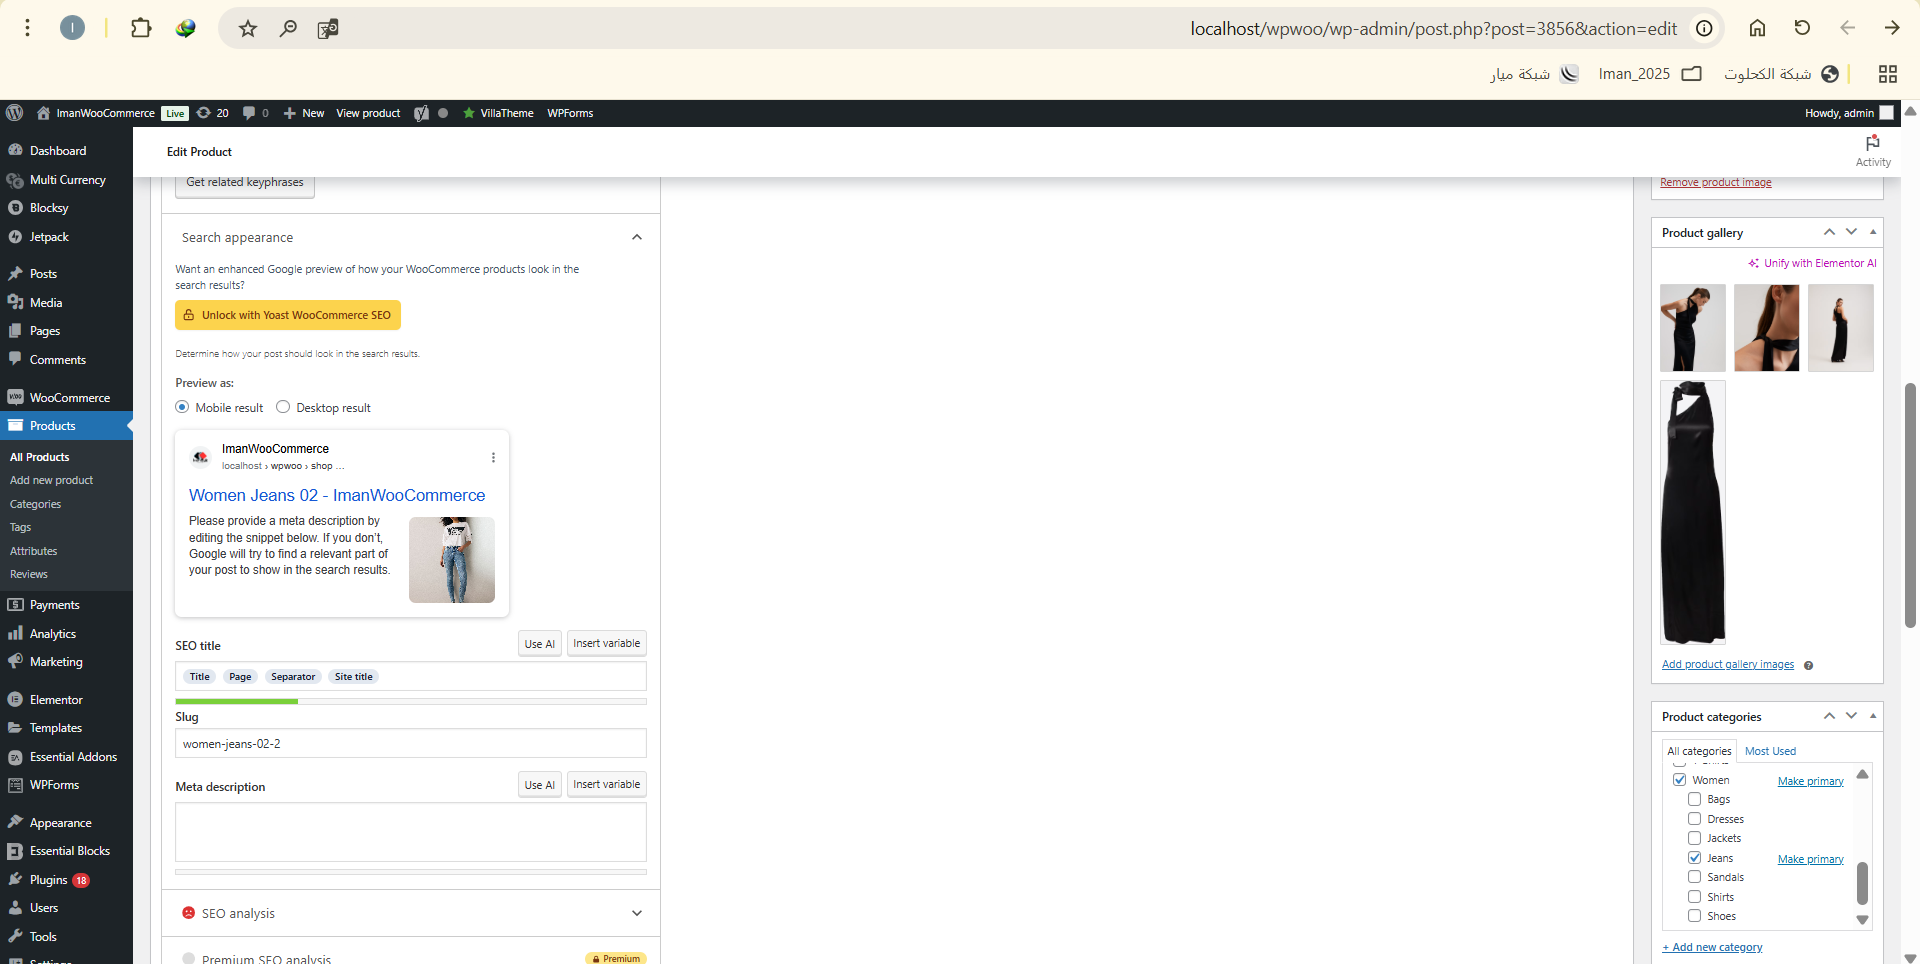 localhost/wpwoo/wp-admin/post.php?post=3856&action=edit
شبكة ميار
Iman_2025
شبكة الكحلوت
ImanWooCommerce
Live
20
0
New
View product
VillaTheme
WPForms
Howdy, admin
Dashboard
Multi Currency
Blocksy
Jetpack
Posts
Media
Pages
Comments
WooCommerce
Products
All Products
Add new product
Categories
Tags
Attributes
Reviews
Payments
Analytics
Marketing
Elementor
Templates
Essential Addons
WPForms
Appearance
Essential Blocks
Plugins 18
Users
Tools
Edit Product
Activity
Get related keyphrases
Search appearance
Want an enhanced Google preview of how your WooCommerce products look in the
search results?
Unlock with Yoast WooCommerce SEO
Determine how your post should look in the search results.
Preview as:
Mobile result
Desktop result
ImanWooCommerce
localhost › wpwoo › shop ...
Women Jeans 02 - ImanWooCommerce
Please provide a meta description by
editing the snippet below. If you don't,
Google will try to find a relevant part of
your post to show in the search results.
SEO title
Use AI
Insert variable
Title
Page
Separator
Site title
Slug
women-jeans-02-2
Meta description
Use AI
Insert variable
SEO analysis
Premium SEO analysis
Premium
Remove product image
Product gallery
Unify with Elementor AI
Add product gallery images
Product categories
All categories
Most Used
Women
Make primary
Bags
Dresses
Jackets
Jeans
Make primary
Sandals
Shirts
Shoes
+ Add new category